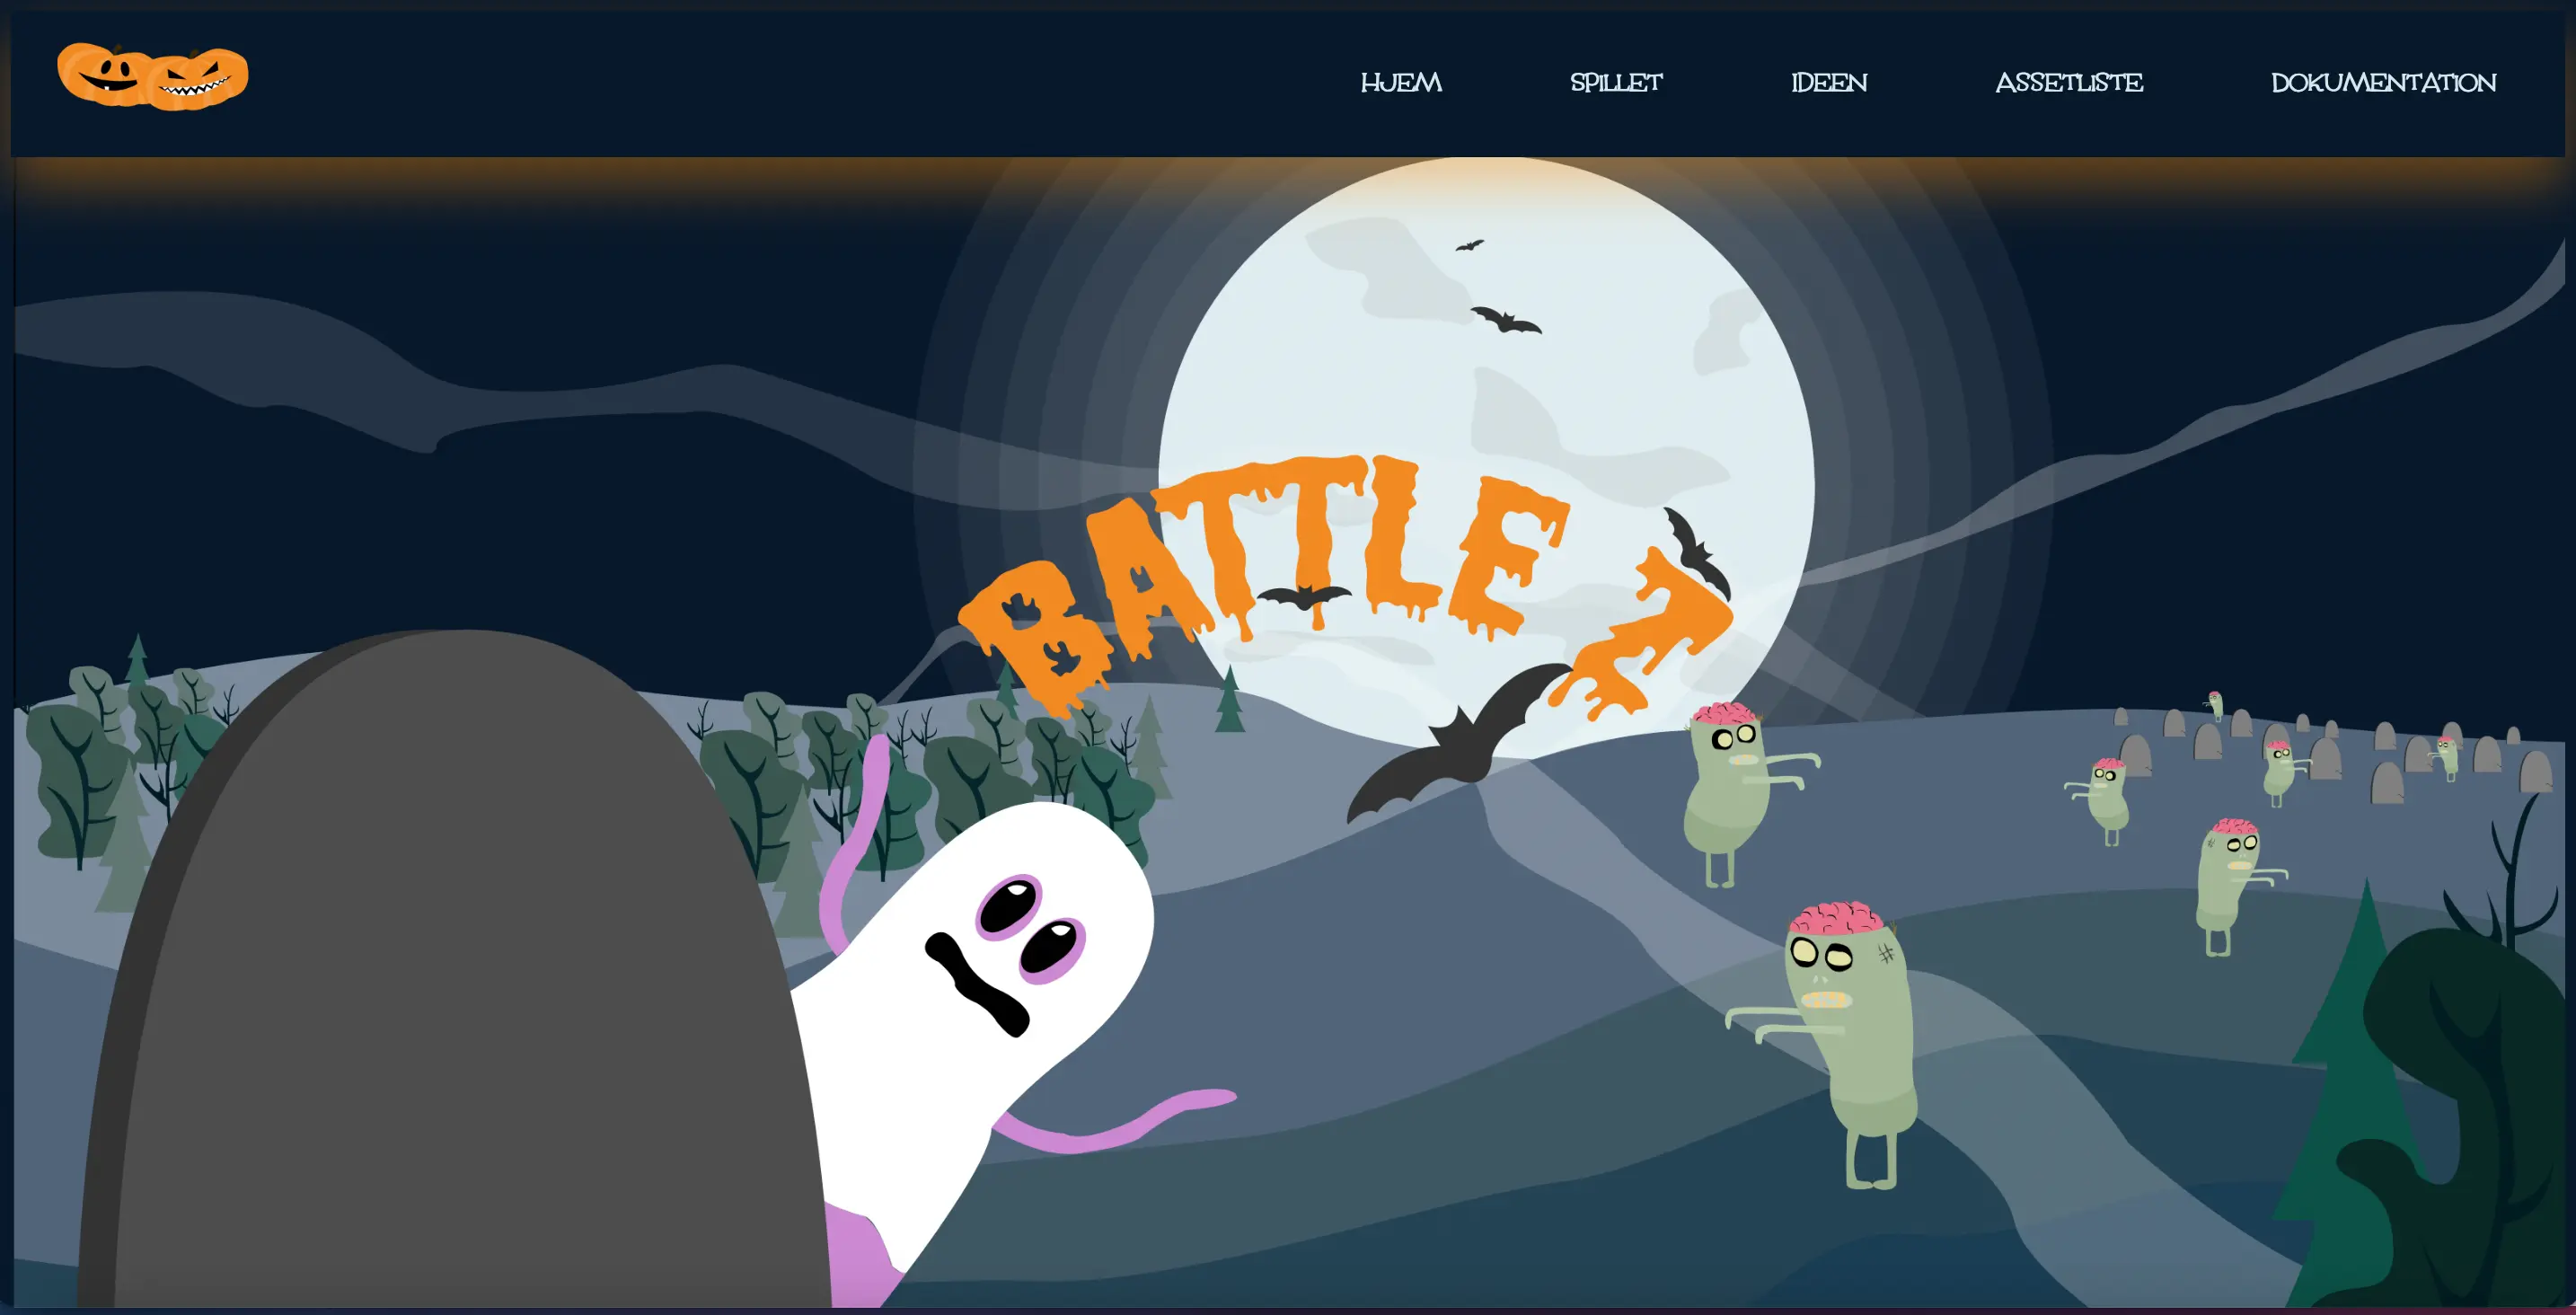 HJEM
SPILLET
IDEEN
ASSETLISTE
DOKUMENTATION
BATTLE Z